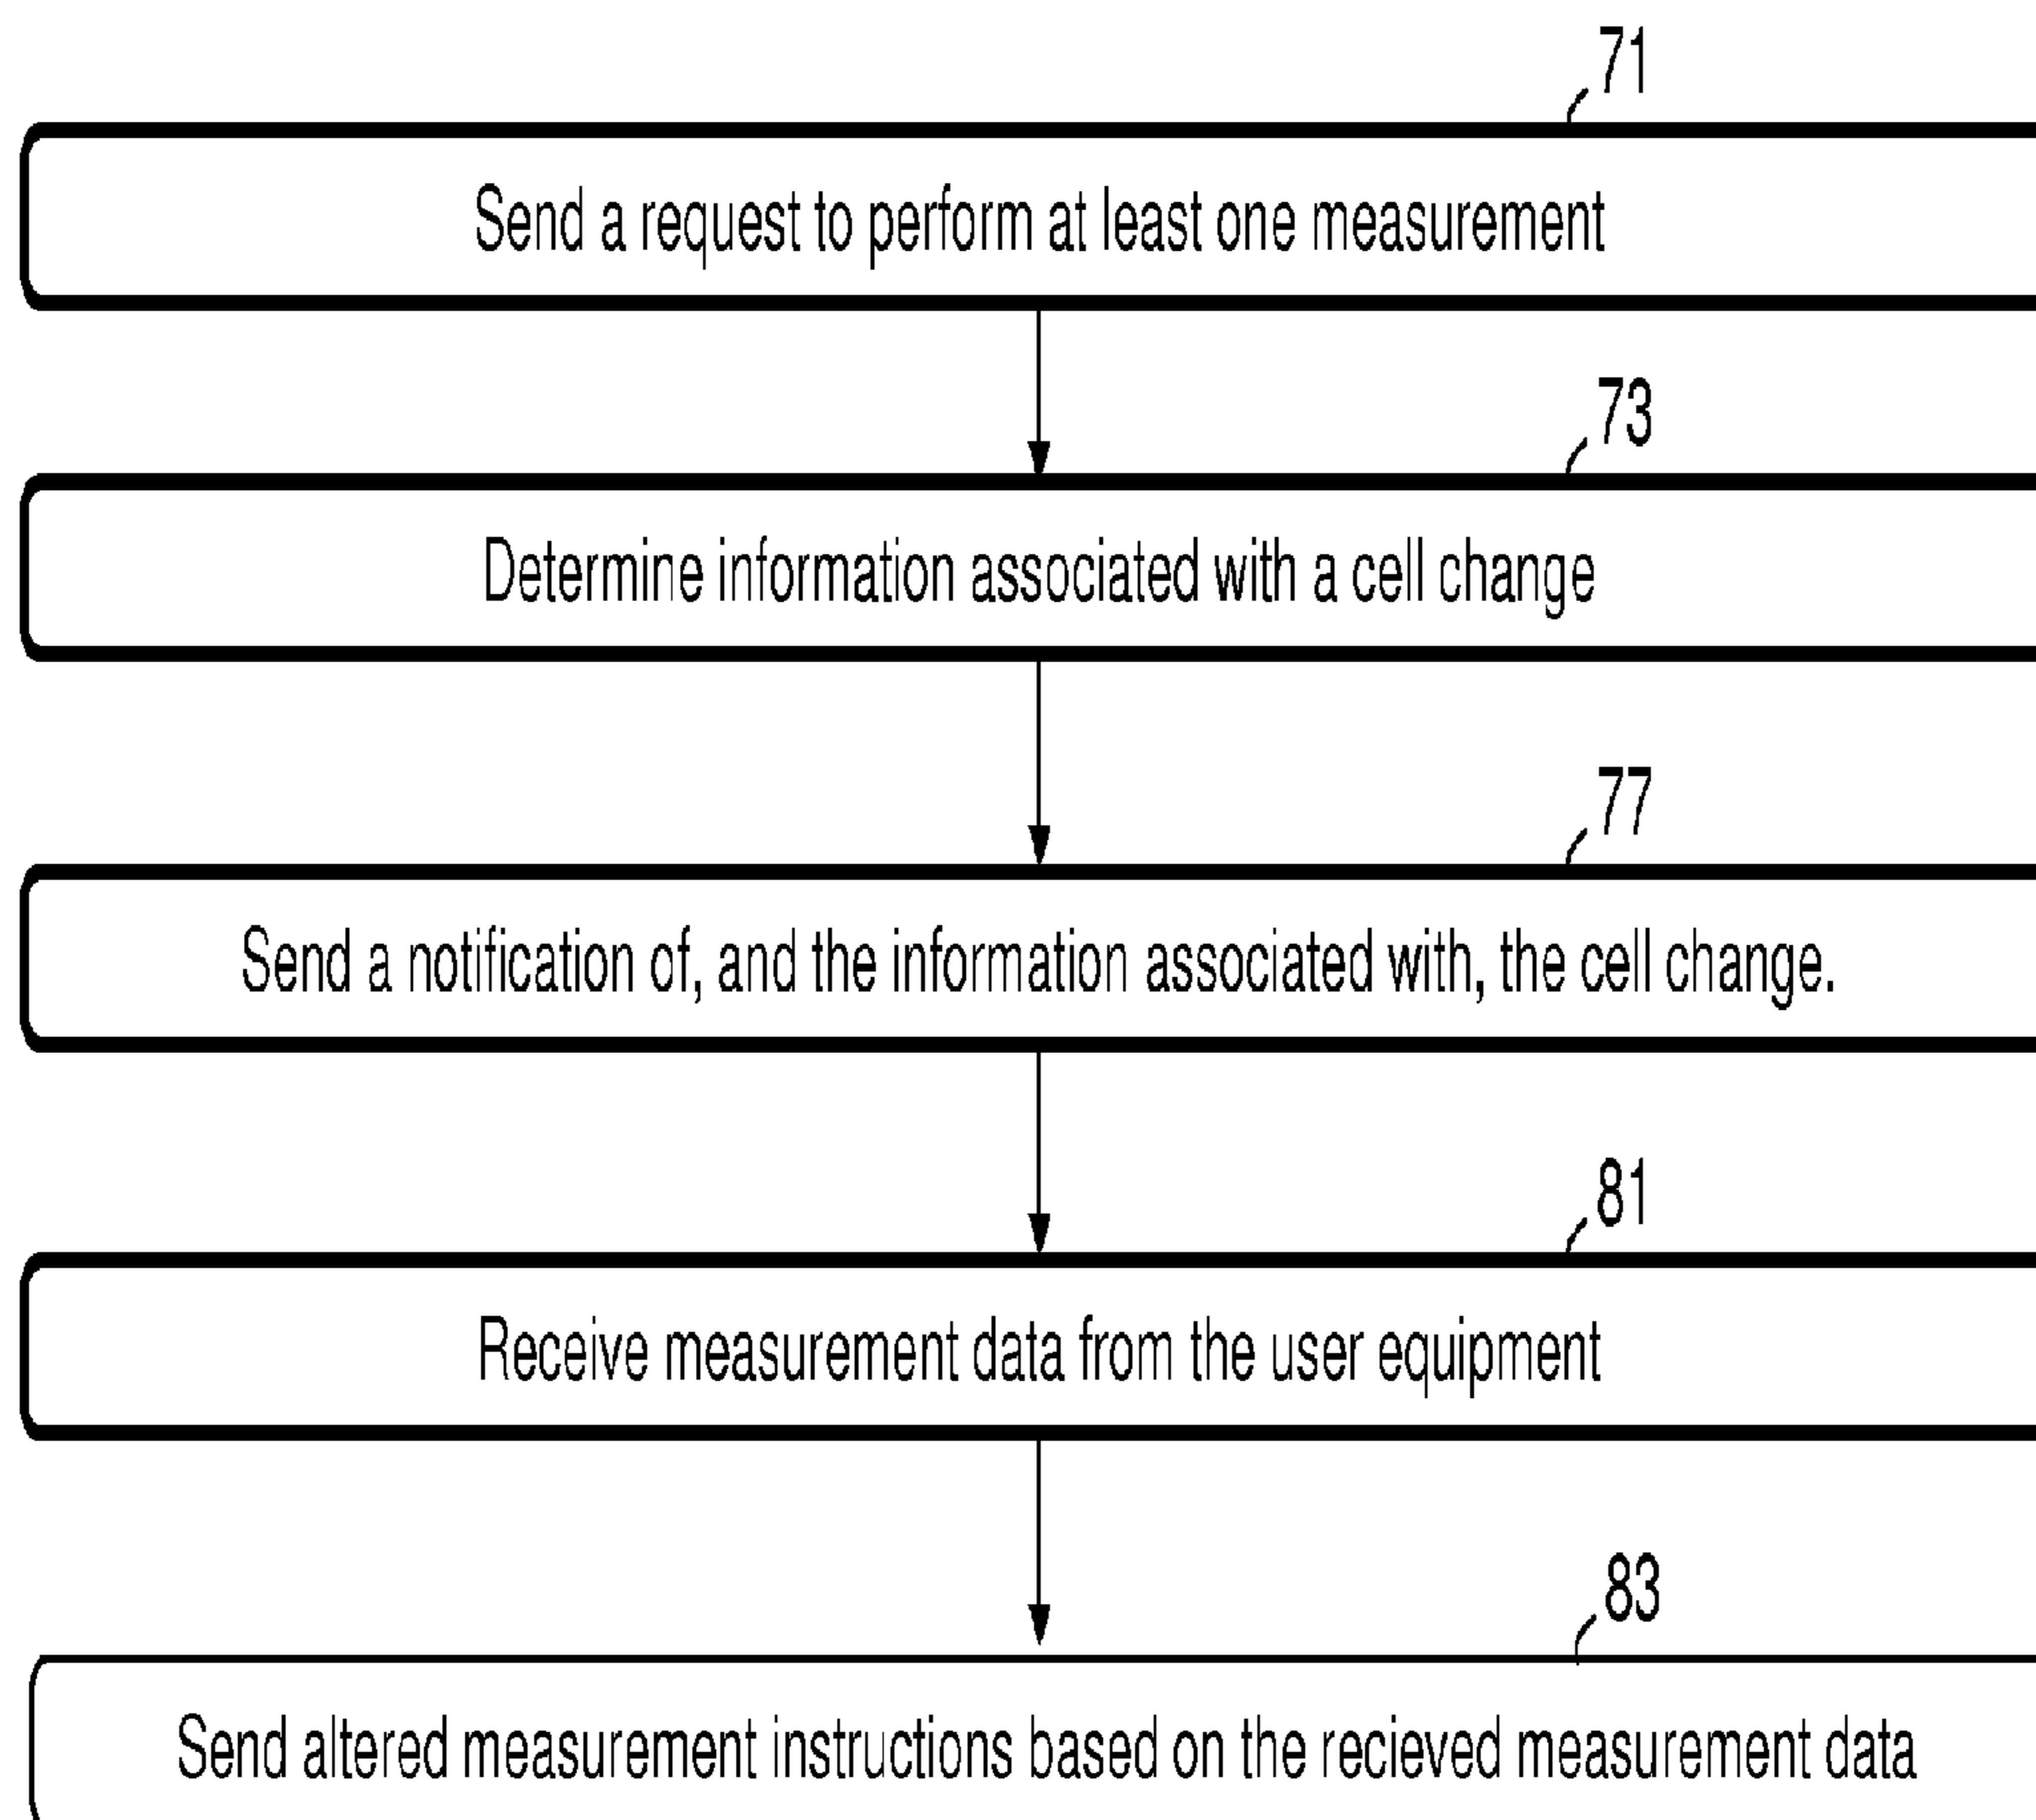 71
Send a request to perform at least one measurement
73
Determine information associated with a cell change
77
Send a notification of, and the information associated with, the cell change.
81
Receive measurement data from the user equipment
83
Send altered measurement instructions based on the recieved measurement data